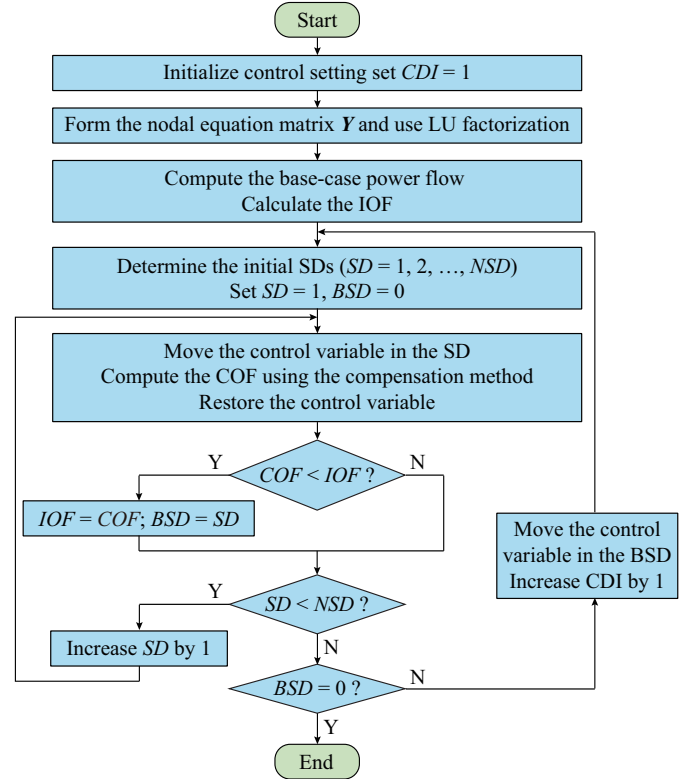 Start
Initialize control setting set CDI = 1
Form the nodal equation matrix Y and use LU factorization
Compute the base-case power flow
Calculate the IOF
Determine the initial SDs (SD = 1, 2, …, NSD)
Set SD = 1, BSD = 0
Move the control variable in the SD
Compute the COF using the compensation method
Restore the control variable
Y
COF < IOF ?
N
IOF = COF; BSD = SD
Move the control
variable in the BSD
Increase CDI by 1
Y
SD < NSD ?
Increase SD by 1
N
BSD = 0 ?
N
Y
End